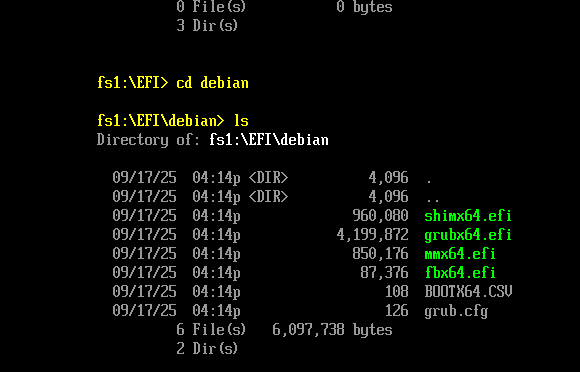 0 File(s) 0 bytes
3 Dir(s)
fs1:\EFI> cd debian
fs1:\EFI\debian> ls
Directory of: fs1:\EFI\debian
09/17/25 04:14p <DIR> 4,096 .
09/17/25 04:14p <DIR> 4,096 ..
09/17/25 04:14p 960,080 shimx64.efi
09/17/25 04:14p 4,199,872 grubx64.efi
09/17/25 04:14p 850,176 mmx64.efi
09/17/25 04:14p 87,376 fbx64.efi
09/17/25 04:14p 108 BOOTX64.CSV
09/17/25 04:14p 126 grub.cfg
6 File(s) 6,097,738 bytes
2 Dir(s)